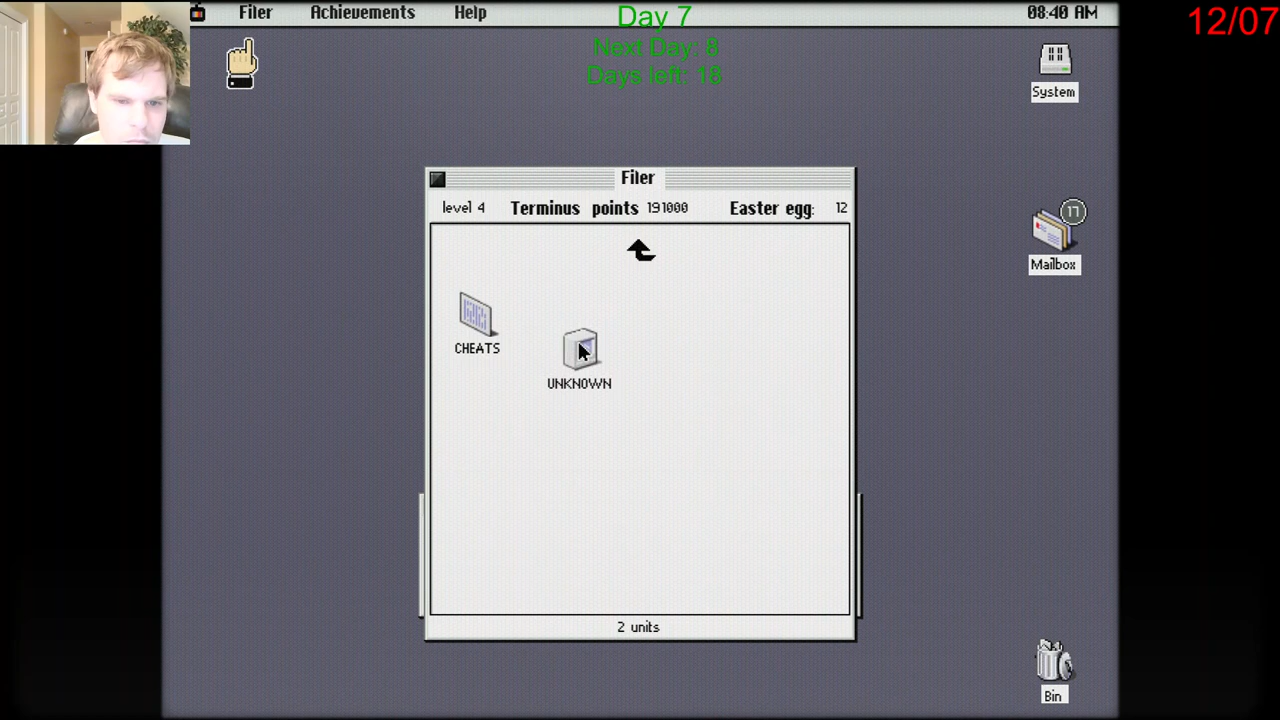 Filer Achievements Help
Day 7
08:40 AM
12/07
Next Day: 8
Days left: 18
System
Filer
level 4 Terminus points 191000 Easter egg: 12
17
Mailbox
CHEATS
UNKNOWN
2 units
Bin